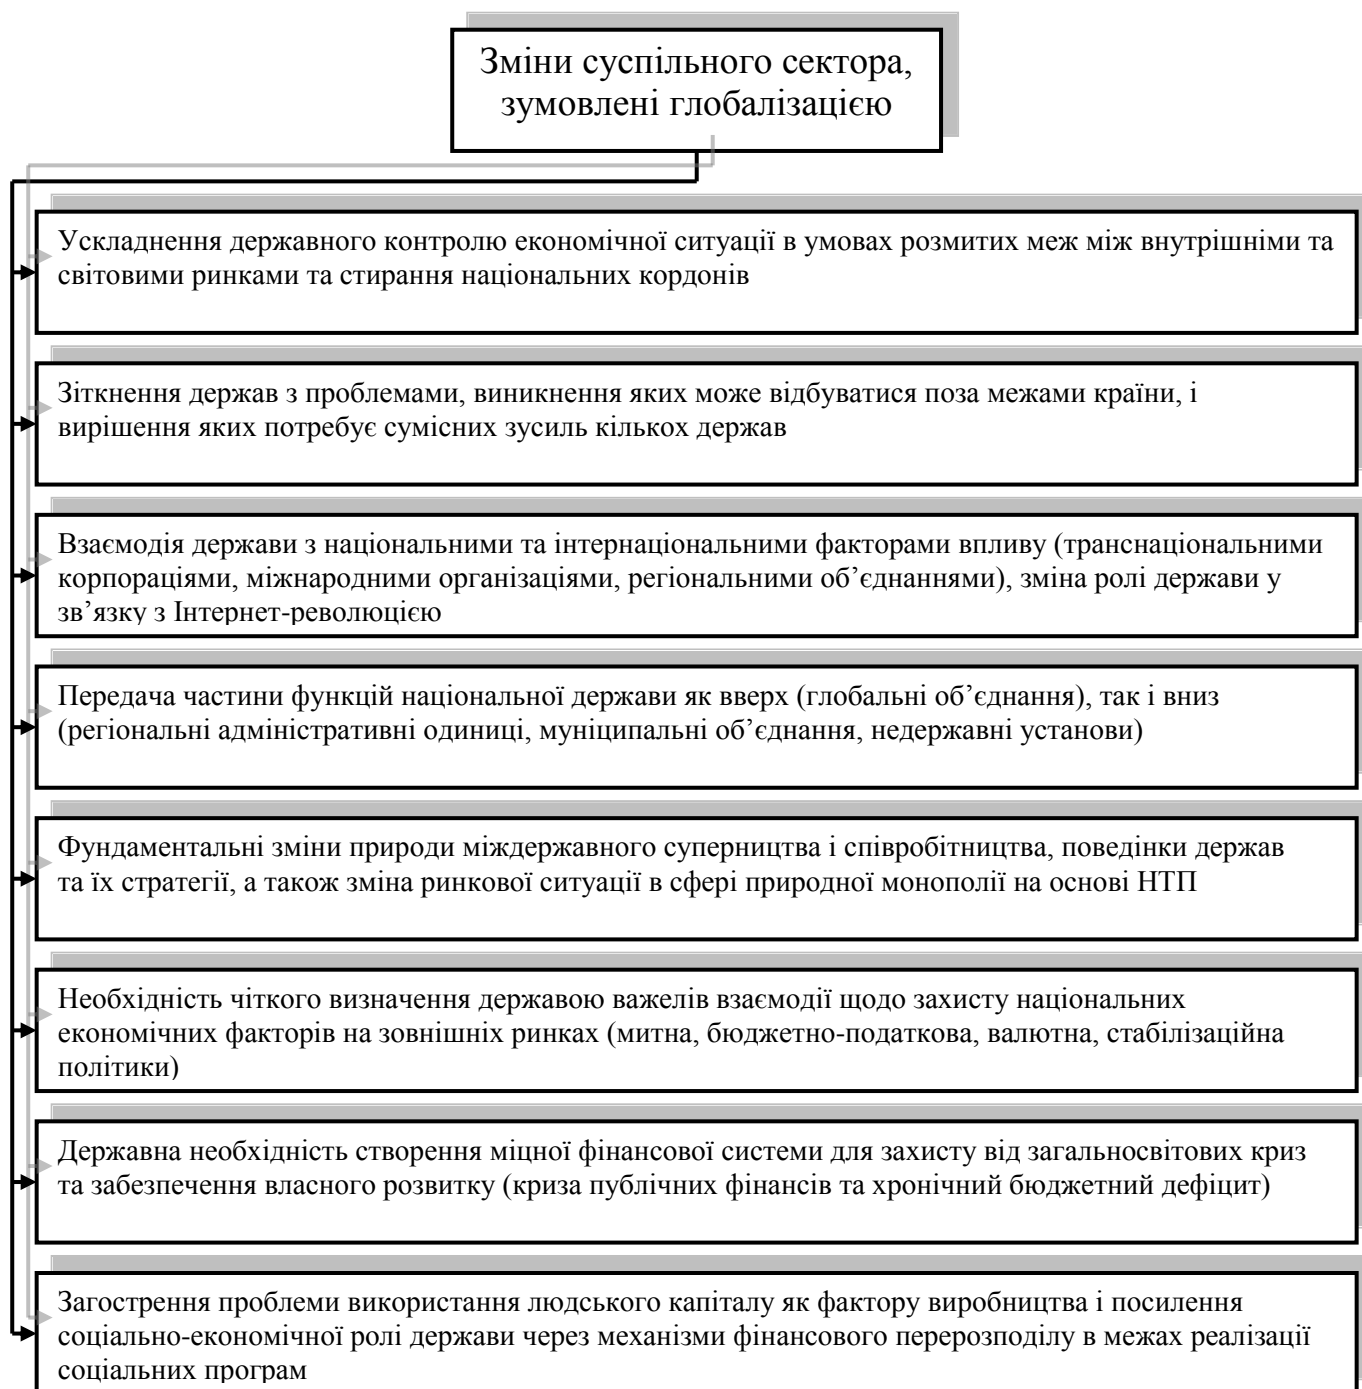 Зміни суспільного сектора,
зумовлені глобалізацією
Ускладнення державного контролю економічної ситуації в умовах розмитих меж між внутрішніми та
світовими ринками та стирання національних кордонів
Зіткнення держав з проблемами, виникнення яких може відбуватися поза межами країни, і
вирішення яких потребує сумісних зусиль кількох держав
Взаємодія держави з національними та інтернаціональними факторами впливу (транснаціональними
корпораціями, міжнародними організаціями, регіональними об’єднаннями), зміна ролі держави у
зв’язку з Інтернет-революцією
Передача частини функцій національної держави як вверх (глобальні об’єднання), так і вниз
(регіональні адміністративні одиниці, муніципальні об’єднання, недержавні установи)
Фундаментальні зміни природи міждержавного суперництва і співробітництва, поведінки держав
та їх стратегії, а також зміна ринкової ситуації в сфері природної монополії на основі НТП
Необхідність чіткого визначення державою важелів взаємодії щодо захисту національних
економічних факторів на зовнішніх ринках (митна, бюджетно-податкова, валютна, стабілізаційна
політики)
Державна необхідність створення міцної фінансової системи для захисту від загальносвітових криз
та забезпечення власного розвитку (криза публічних фінансів та хронічний бюджетний дефіцит)
Загострення проблеми використання людського капіталу як фактору виробництва і посилення
соціально-економічної ролі держави через механізми фінансового перерозподілу в межах реалізації
соціальних програм